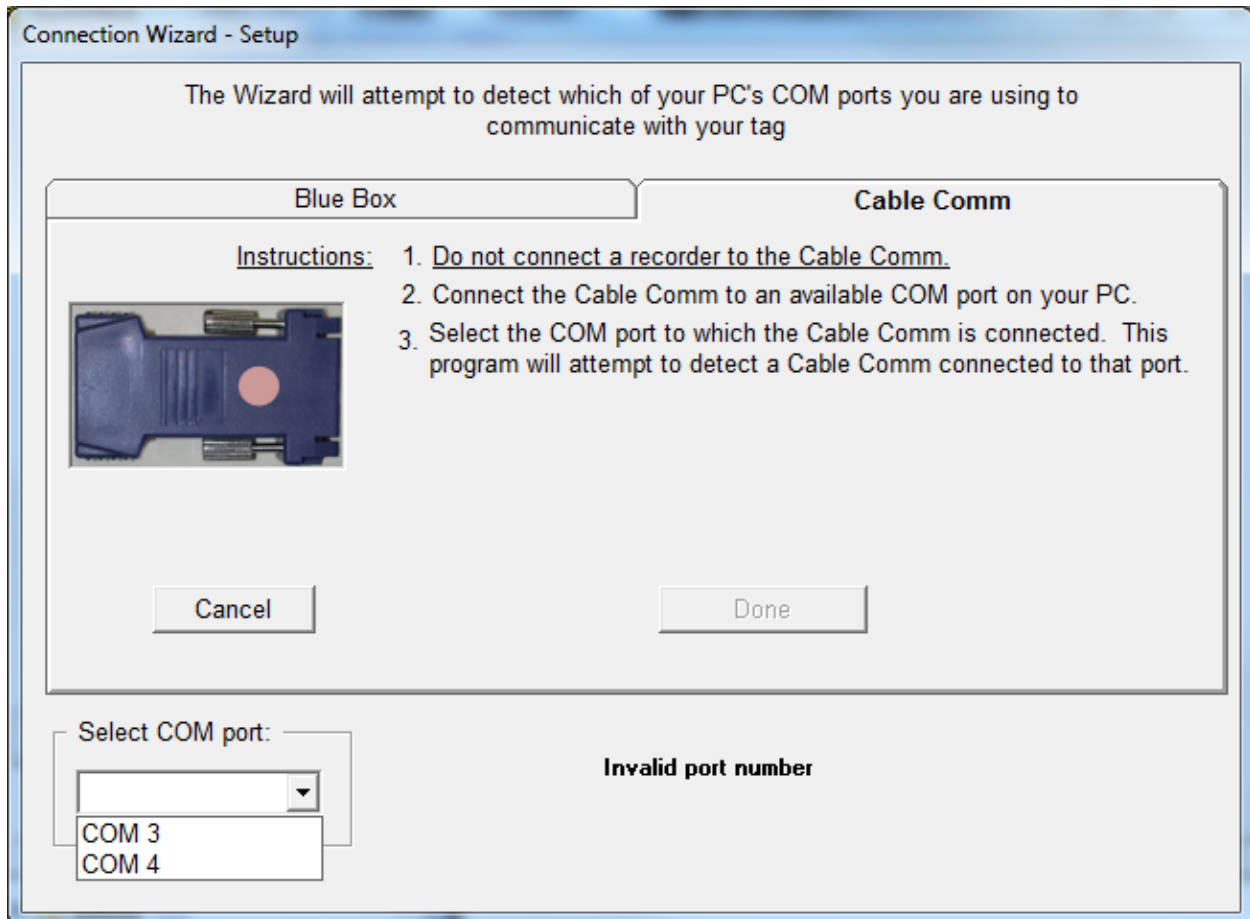 Connection Wizard - Setup
The Wizard will attempt to detect which of your PC's COM ports you are using to
communicate with your tag
Blue Box
Cable Comm
Instructions:
1. Do not connect a recorder to the Cable Comm.
2. Connect the Cable Comm to an available COM port on your PC.
3. Select the COM port to which the Cable Comm is connected. This
program will attempt to detect a Cable Comm connected to that port.
Cancel
Done
Select COM port:
Invalid port number
COM 3
COM 4